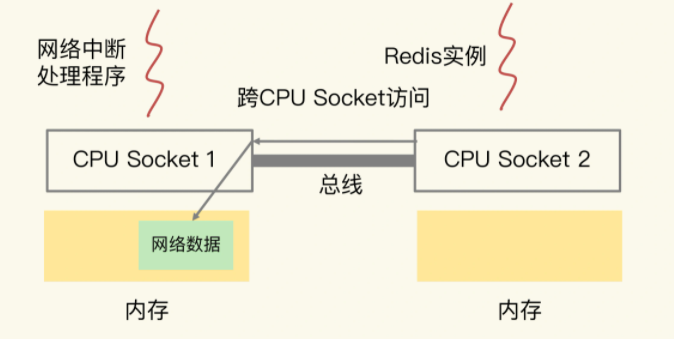 网络中断
处理程序
Redis实例
跨CPU Socket访问
CPU Socket 1
CPU Socket 2
总线
网络数据
内存
内存